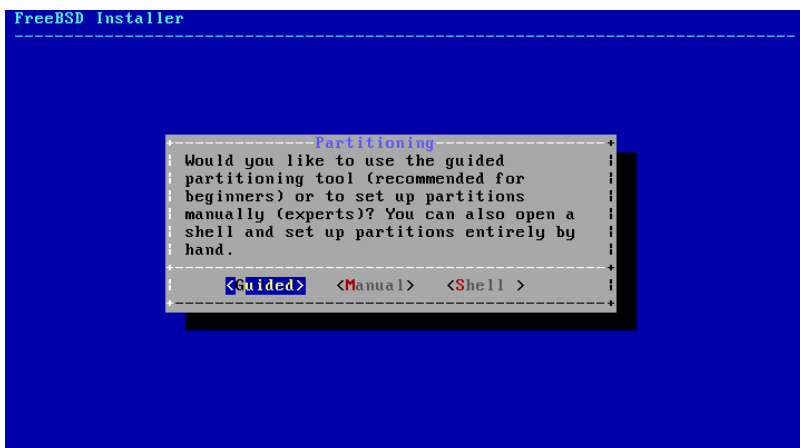 FreeBSD Installer
Partitioning
Would you like to use the guided
partitioning tool (recommended for
beginners) or to set up partitions
manually (experts)? You can also open a
shell and set up partitions entirely by
hand.
<Guided> <Manual> <Shell >